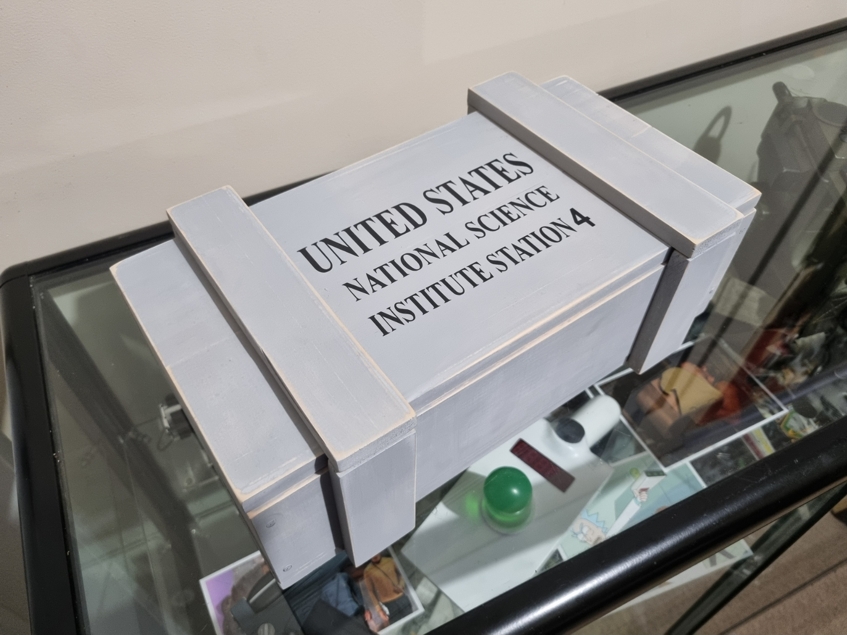 UNITED STATES
NATIONAL SCIENCE
INSTITUTE STATION 4